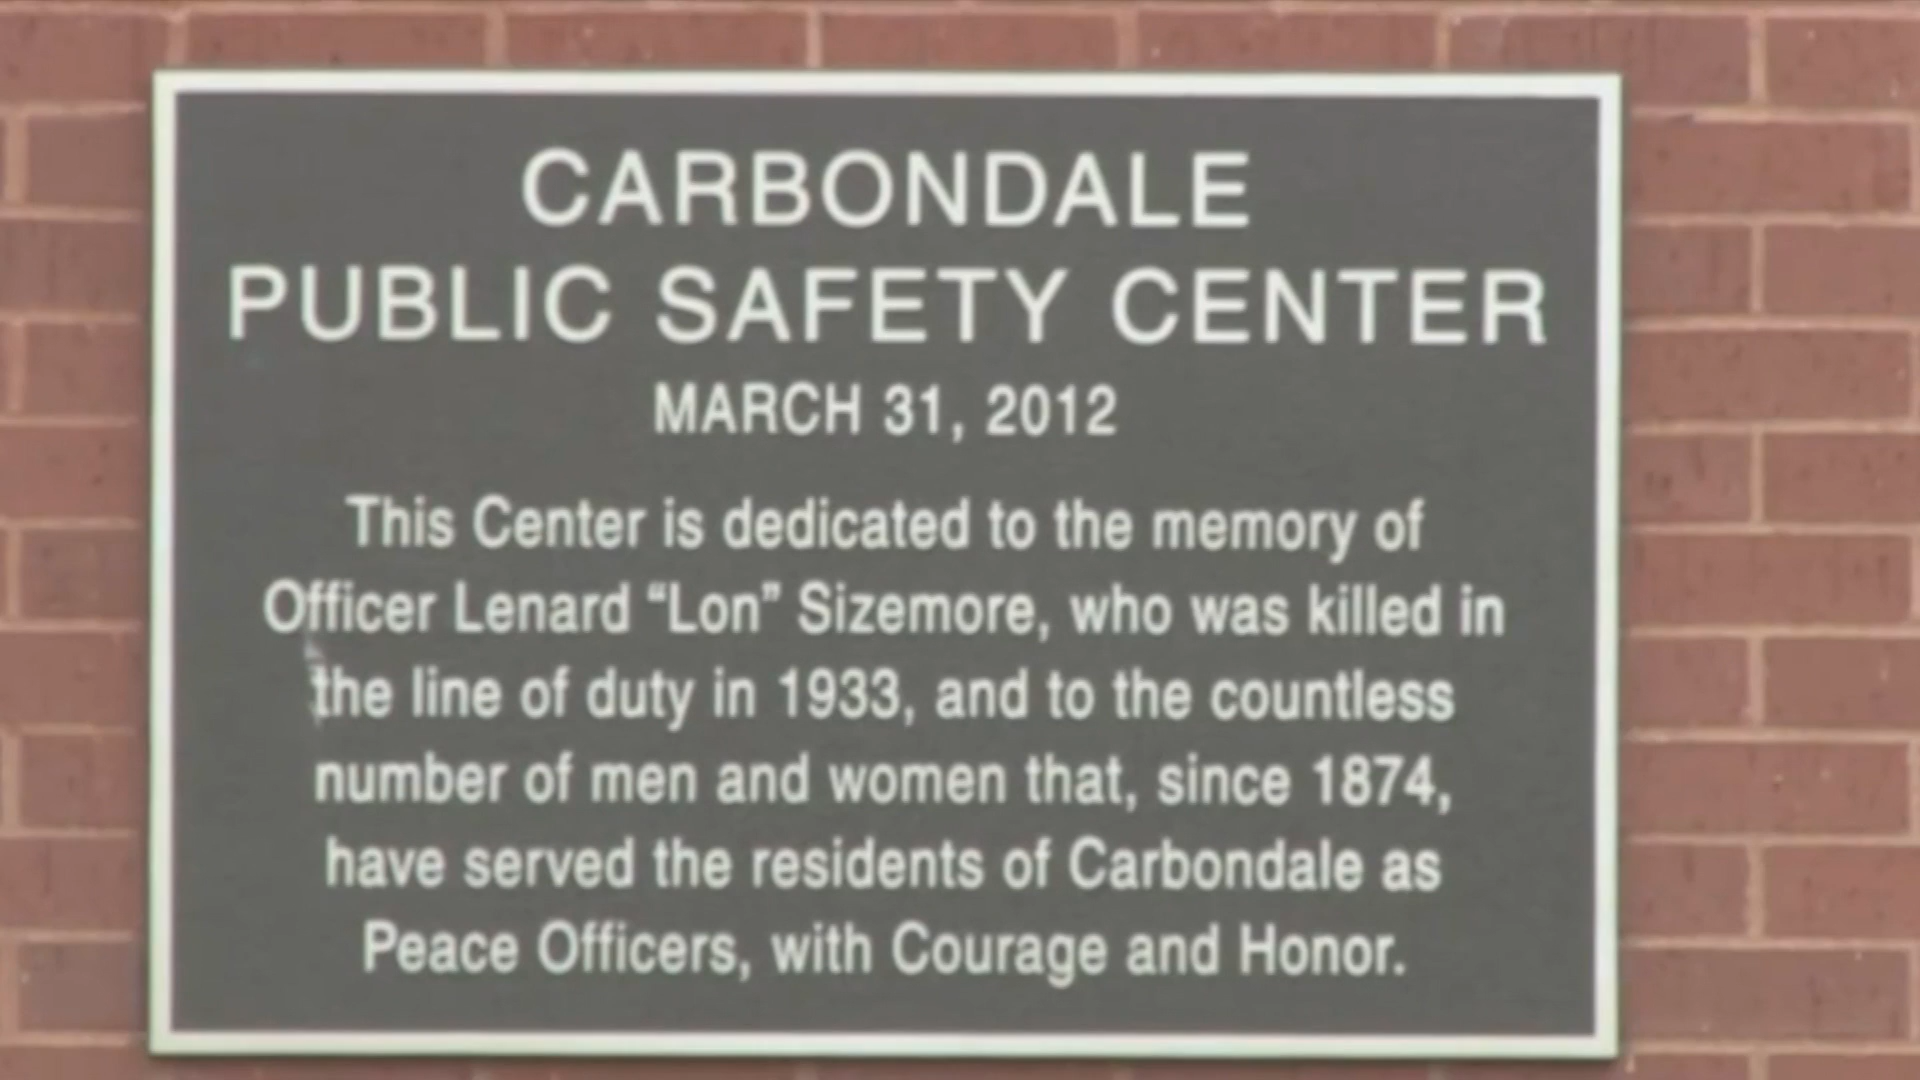 CARBONDALE
PUBLIC SAFETY CENTER
MARCH 31, 2012
This Center is dedicated to the memory of
Officer Lenard “Lon” Sizemore, who was killed in
the line of duty in 1933, and to the countless
number of men and women that, since 1874,
have served the residents of Carbondale as
Peace Officers, with Courage and Honor.